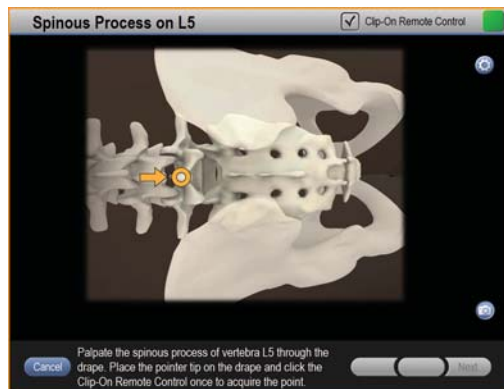 Spinous Process on L5
Clip-On Remote Control
Palpate the spinous process of vertebra L5 through the
drape. Place the pointer tip on the drape and click the
Clip-On Remote Control once to acquire the point.
Cancel
Next